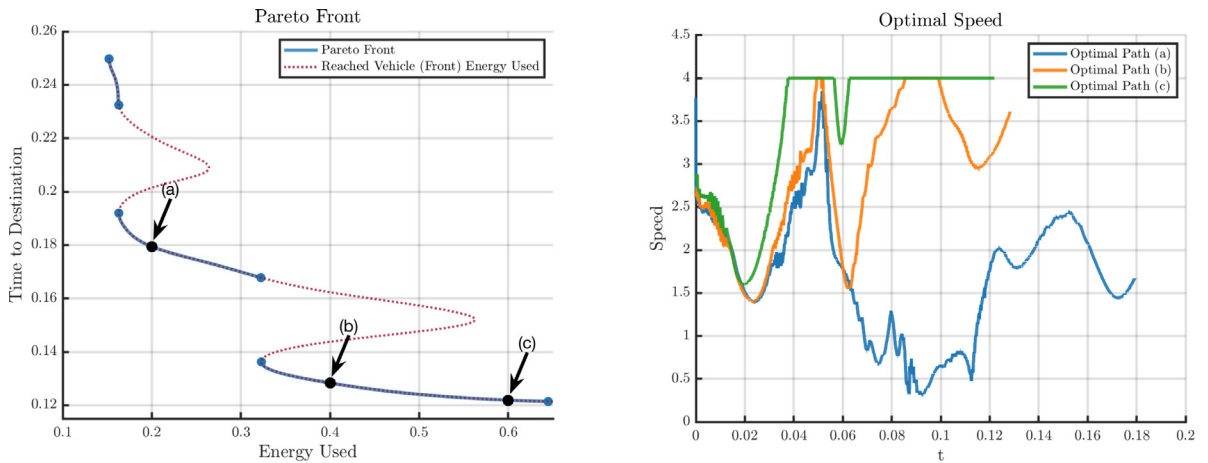 Pareto Front
0.26
0.24
0.22
0.2
0.18
0.16
0.14
0.12
Time to Destination
Pareto Front
Reached Vehicle (Front) Energy Used
(a)
(b)
(c)
0.1 0.2 0.3 0.4 0.5 0.6
Energy Used
Optimal Speed
4.5
4
3.5
3
2.5
2
1.5
1
0.5
0
Speed
Optimal Path (a)
Optimal Path (b)
Optimal Path (c)
0 0.02 0.04 0.06 0.08 0.1 0.12 0.14 0.16 0.18 0.2
t